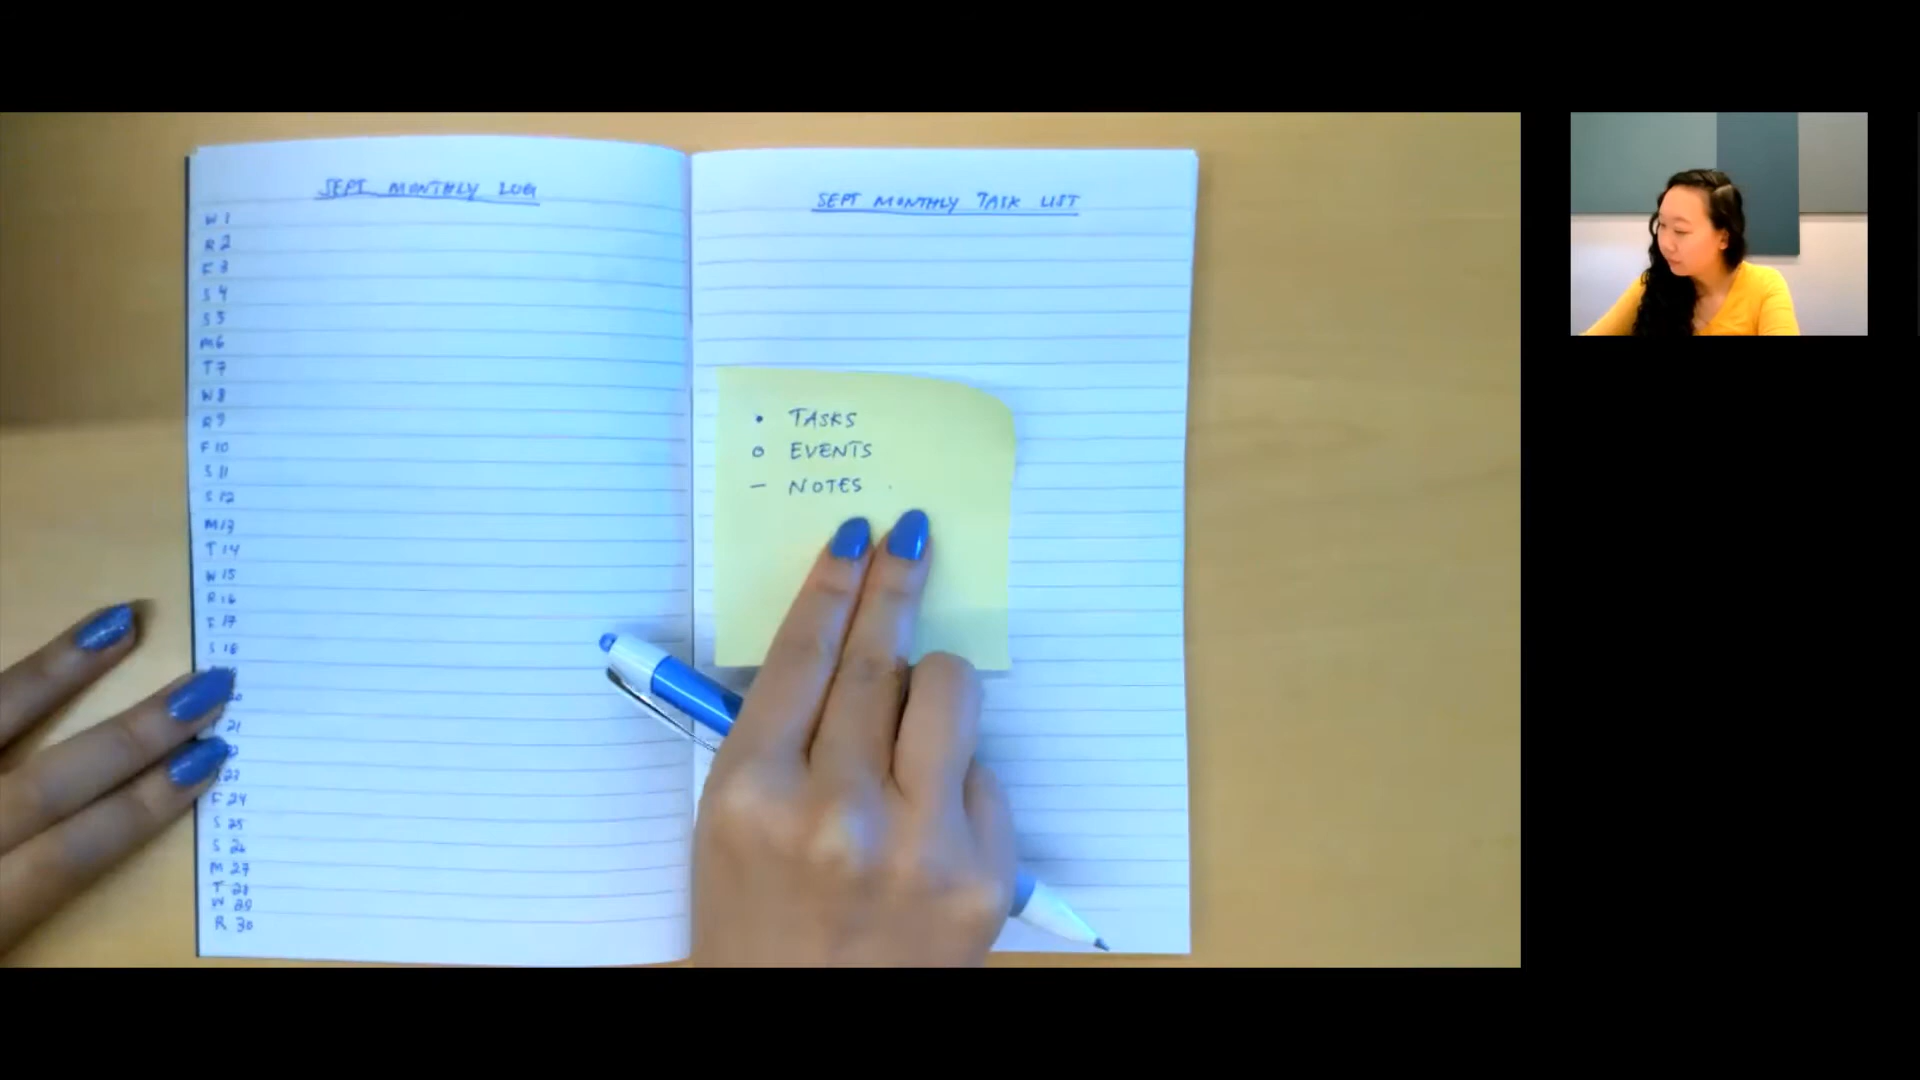 SEPT MONTHLY LOG
W 1
R 2
F 3
S 4
S 5
M 6
T 7
W 8
R 9
F 10
S 11
S 12
M 13
T 14
W 15
R 16
F 17
S 18
21
F 24
S 25
S 26
M 27
T 28
W 29
R 30
SEPT MONTHLY TASK LIST
• TASKS
o EVENTS
– NOTES